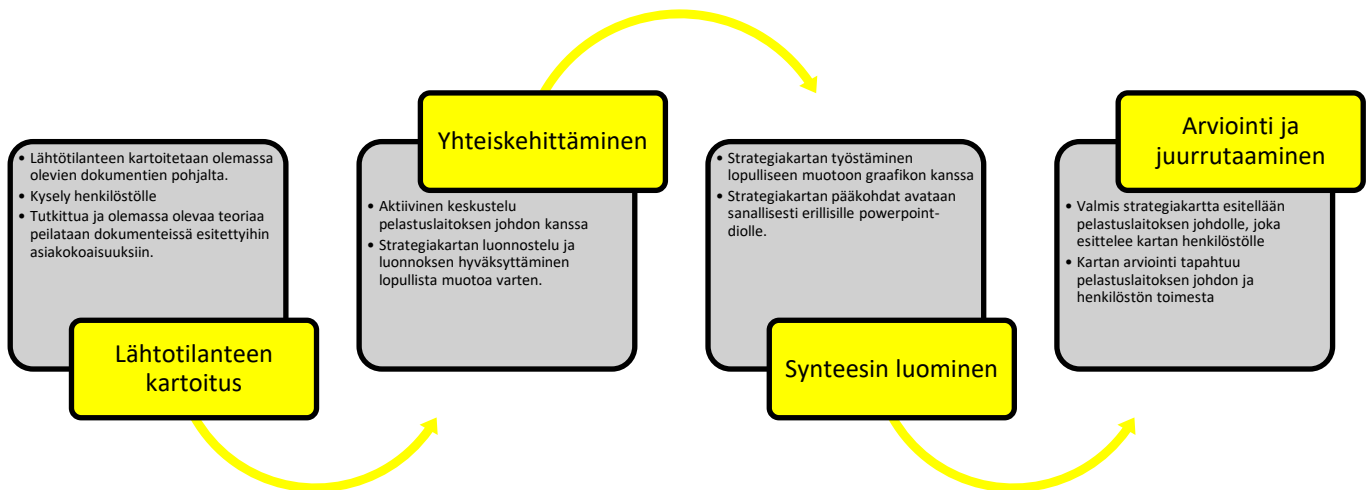 • Lähtötilanteen kartoitetaan olemassa
olevien dokumentien pohjalta.
• Kysely henkilöstölle
• Tutkittua ja olemassa olevaa teoriaa
peilataan dokumenteissä esitettyihin
asiakokoaisuuksiin.
Lähtotilanteen
kartoitus
Yhteiskehittäminen
• Aktiivinen keskustelu
pelastuslaitoksen johdon kanssa
• Strategiakartan luonnostelu ja
luonnoksen hyväksyttäminen
lopullista muotoa varten.
• Strategiakartan työstäminen
lopulliseen muotoon graafikon kanssa
• Strategiakartan pääkohdat avataan
sanallisesti erillisille powerpoint-
diolle.
Synteesin luominen
Arviointi ja
juurrutaaminen
• Valmis strategiakartta esitellään
pelastuslaitoksen johdolle, joka
esittelee kartan henkilöstölle
• Kartan arviointi tapahtuu
pelastuslaitoksen johdon ja
henkilöstön toimesta